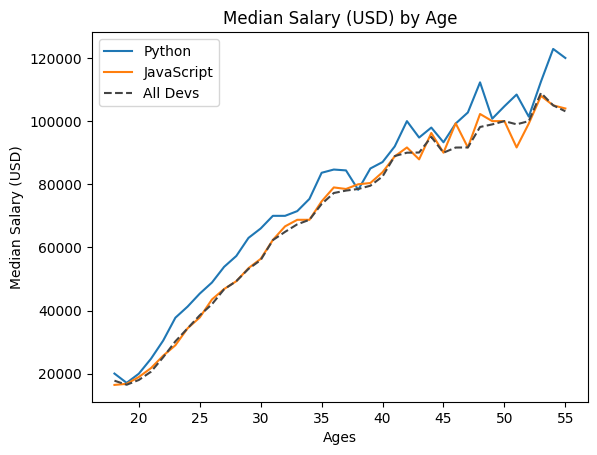 Median Salary (USD) by Age
Python
JavaScript
All Devs
Median Salary (USD)
120000
100000
80000
60000
40000
20000
20 25 30 35 40 45 50 55
Ages